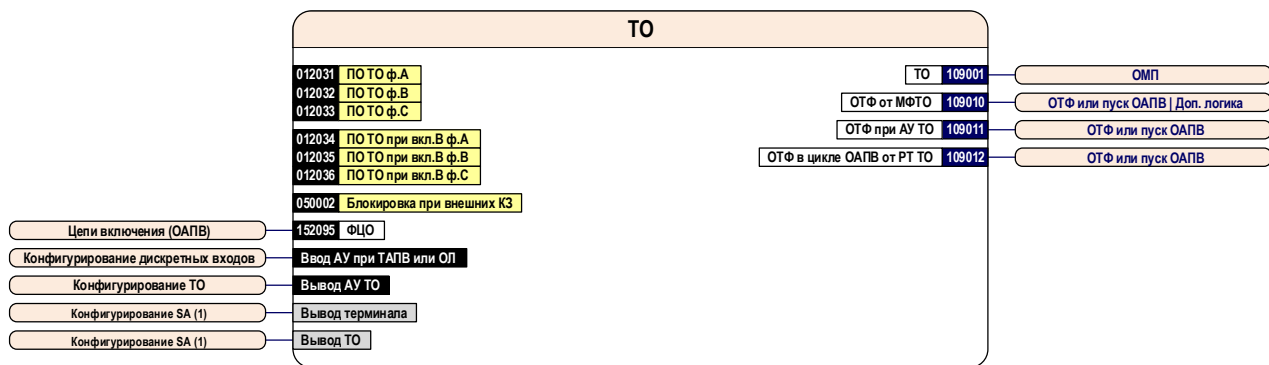 ТО
012031 ПО ТО ф.А
012032 ПО ТО ф.В
012033 ПО ТО ф.С
012034 ПО ТО при вкл.В ф.А
012035 ПО ТО при вкл.В ф.В
012036 ПО ТО при вкл.В ф.С
050002 Блокировка при внешних КЗ
Цепи включения (ОАПВ) 152095 ФЦО
Конфигурирование дискретных входов Ввод АУ при ТАПВ или ОЛ
Конфигурирование ТО Вывод АУ ТО
Конфигурирование SA (1) Вывод терминала
Конфигурирование SA (1) Вывод ТО
ТО 109001 ОМП
ОТФ от МФТО 109010 ОТФ или пуск ОАПВ | Доп. логика
ОТФ при АУ ТО 109011 ОТФ или пуск ОАПВ
ОТФ в цикле ОАПВ от РТ ТО 109012 ОТФ или пуск ОАПВ